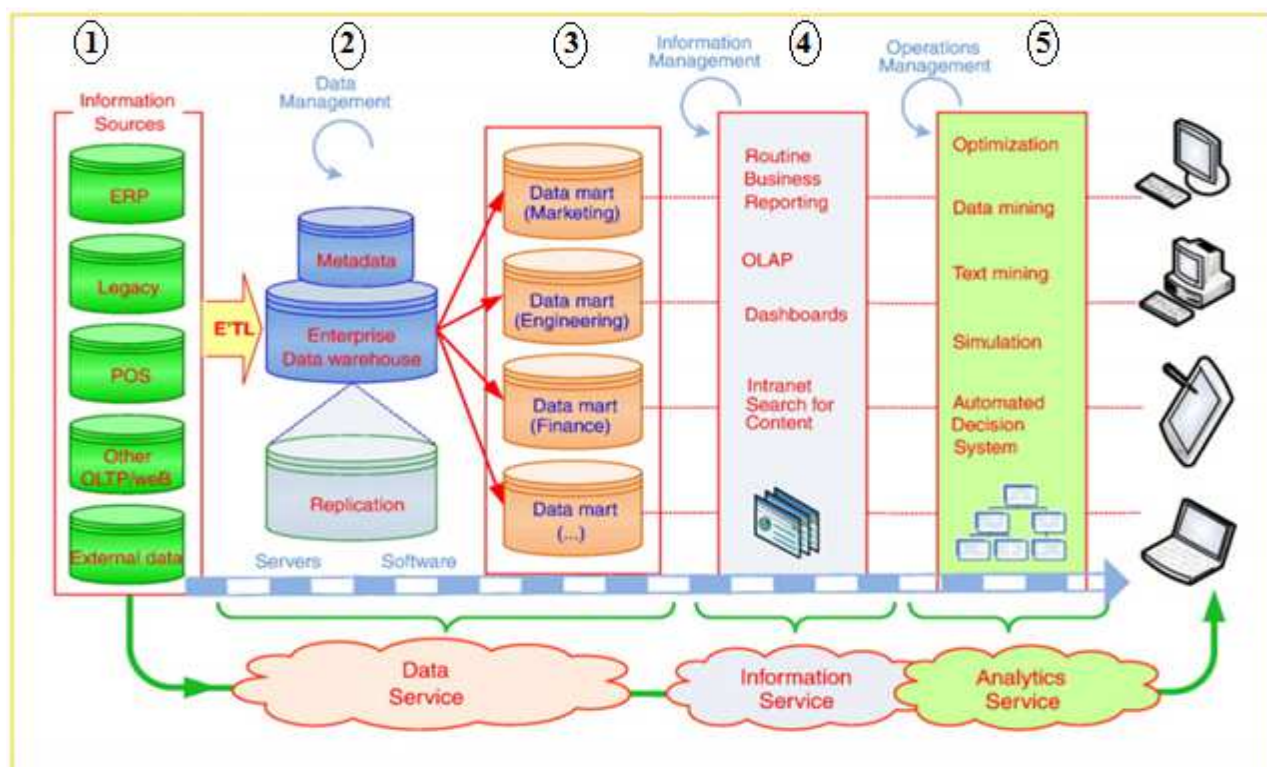 1
2
3
4
5
Information
Sources
ERP
Legacy
POS
Other
OLTP/weB
External data
E'TL
Data
Management
Metadata
Enterprise
Data warehouse
Replication
Servers
Software
Data mart
(Marketing)
Data mart
(Engineering)
Data mart
(Finance)
Data mart
(...)
Information
Management
Routine
Business
Reporting
OLAP
Dashboards
Intranet
Search for
Content
Operations
Management
Optimization
Data mining
Text mining
Simulation
Automated
Decision
System
Data
Service
Information
Service
Analytics
Service